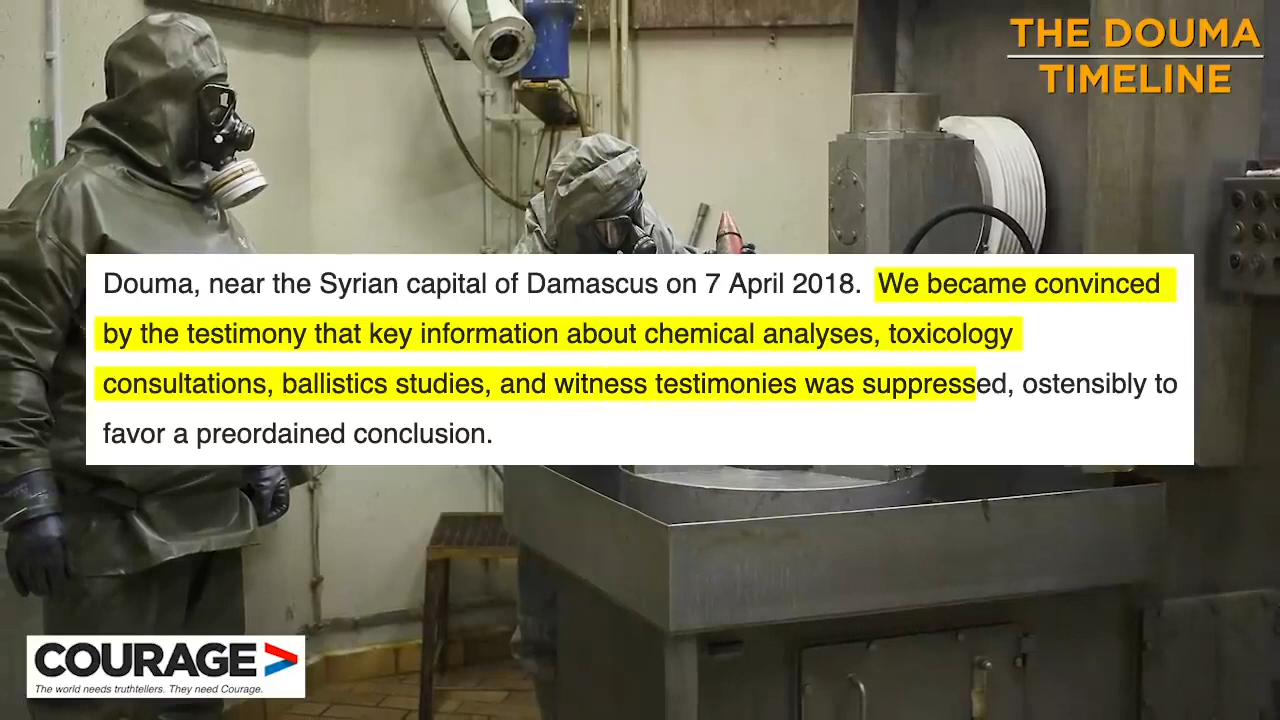 THE DOUMA
TIMELINE
Douma, near the Syrian capital of Damascus on 7 April 2018. We became convinced
by the testimony that key information about chemical analyses, toxicology
consultations, ballistics studies, and witness testimonies was suppressed, ostensibly to
favor a preordained conclusion.
COURAGE
The world needs truthtellers. They need Courage.